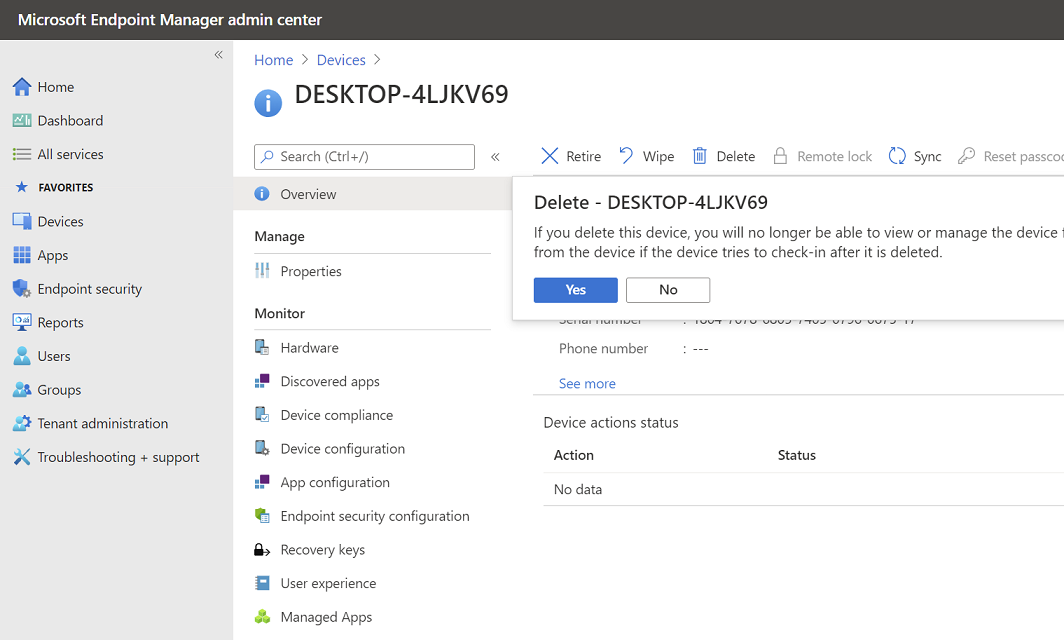 Microsoft Endpoint Manager admin center
«
Home
Dashboard
All services
FAVORITES
Devices
Apps
Endpoint security
Reports
Users
Groups
Tenant administration
Troubleshooting + support
Home > Devices >
DESKTOP-4LJKV69
Search (Ctrl+/)
«
Overview
Manage
Properties
Monitor
Hardware
Discovered apps
Device compliance
Device configuration
App configuration
Endpoint security configuration
Recovery keys
User experience
Managed Apps
Retire Wipe Delete Remote lock Sync Reset passco
Delete - DESKTOP-4LJKV69
If you delete this device, you will no longer be able to view or manage the device
from the device if the device tries to check-in after it is deleted.
Yes No
Serial number :
Phone number : ---
See more
Device actions status
Action Status
No data